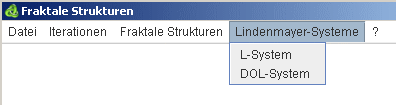 Fraktale Strukturen
Datei Iterationen Fraktale Strukturen Lindenmayer-Systeme ?
L-System
DOL-System